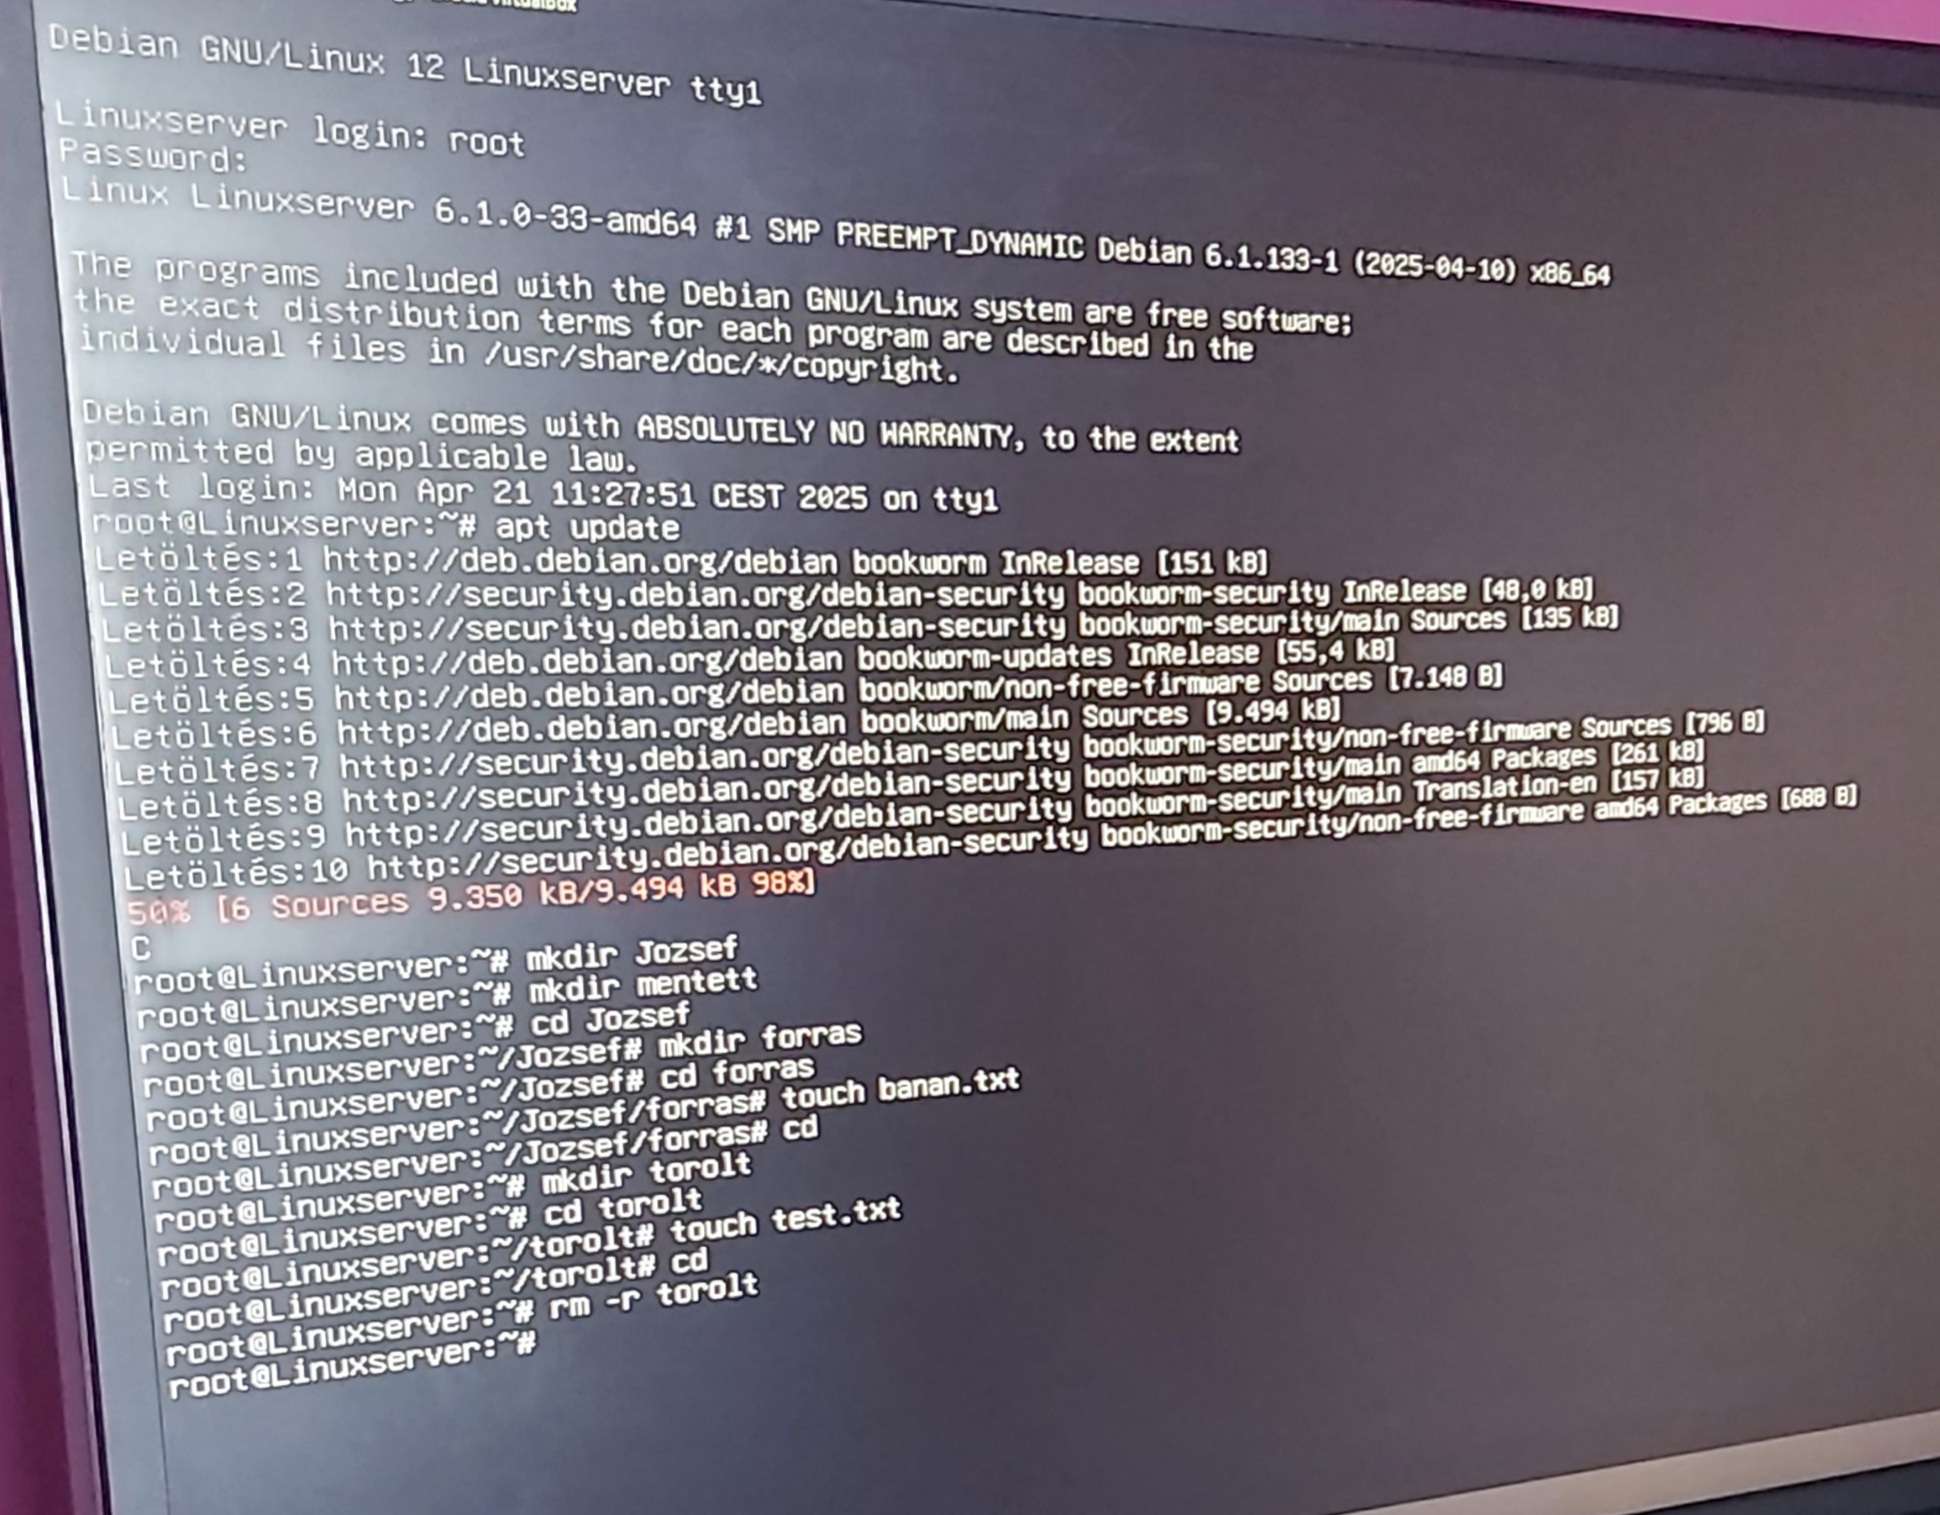 VirtualBox
Debian GNU/Linux 12 Linuxserver tty1
Linuxserver login: root
Password:
Linux Linuxserver 6.1.0-33-amd64 #1 SMP PREEMPT_DYNAMIC Debian 6.1.133-1 (2025-04-10) x86_64
The programs included with the Debian GNU/Linux system are free software;
the exact distribution terms for each program are described in the
individual files in /usr/share/doc/*/copyright.
Debian GNU/Linux comes with ABSOLUTELY NO WARRANTY, to the extent
permitted by applicable law.
Last login: Mon Apr 21 11:27:51 CEST 2025 on tty1
root@Linuxserver:~# apt update
Letöltés:1 http://deb.debian.org/debian bookworm InRelease [151 kB]
Letöltés:2 http://security.debian.org/debian-security bookworm-security InRelease [48,0 kB]
Letöltés:3 http://security.debian.org/debian-security bookworm-security/main Sources [135 kB]
Letöltés:4 http://deb.debian.org/debian bookworm-updates InRelease [55,4 kB]
Letöltés:5 http://deb.debian.org/debian bookworm/non-free-firmware Sources [7.148 B]
Letöltés:6 http://deb.debian.org/debian bookworm/main Sources [9.494 kB]
Letöltés:7 http://security.debian.org/debian-security bookworm-security/non-free-firmware Sources [796 B]
Letöltés:8 http://security.debian.org/debian-security bookworm-security/main amd64 Packages [261 kB]
Letöltés:9 http://security.debian.org/debian-security bookworm-security/main Translation-en [157 kB]
Letöltés:10 http://security.debian.org/debian-security bookworm-security/non-free-firmware amd64 Packages [688 B]
50% [6 Sources 9.350 kB/9.494 kB 98%]
C
root@Linuxserver:~# mkdir Jozsef
root@Linuxserver:~# mkdir mentett
root@Linuxserver:~# cd Jozsef
root@Linuxserver:~/Jozsef# mkdir forras
root@Linuxserver:~/Jozsef# cd forras
root@Linuxserver:~/Jozsef/forras# touch banan.txt
root@Linuxserver:~/Jozsef/forras# cd
root@Linuxserver:~# mkdir torolt
root@Linuxserver:~# cd torolt
root@Linuxserver:~/torolt# touch test.txt
root@Linuxserver:~/torolt# cd
root@Linuxserver:~# rm -r torolt
root@Linuxserver:~#